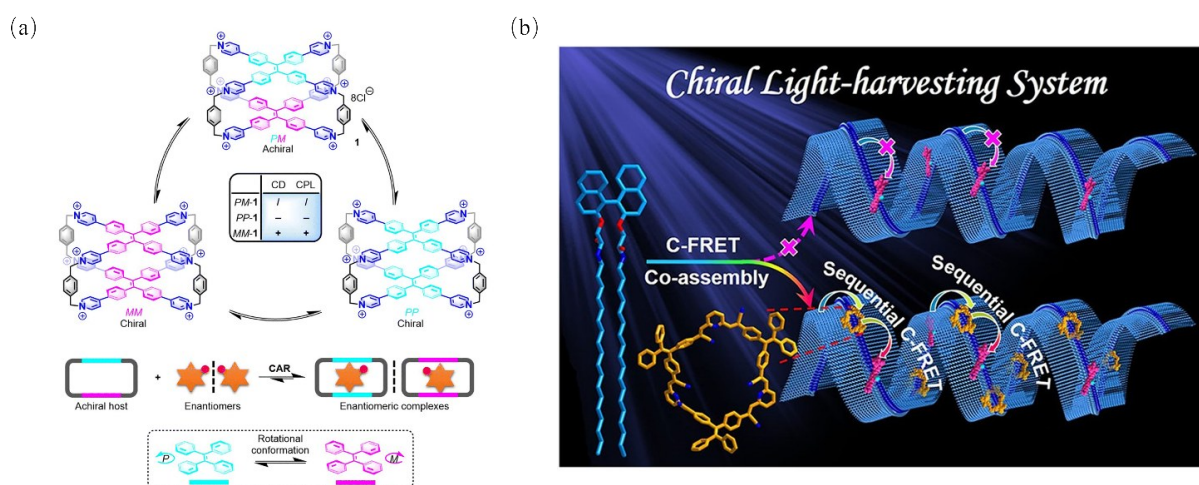 (a)
(b)
N
N
N
N
N
N
N
N
8Cl
PM
1
Achiral
CD CPL
PM-1 / /
PP-1 – –
MM-1 + +
N
N
N
N
N
N
N
N
MM
Chiral
N
N
N
N
N
N
N
N
PP
Chiral
CAR
+
Achiral host
Enantiomers
Enantiomeric complexes
Rotational
conformation
P
M
Chiral Light-harvesting System
C-FRET
Co-assembly
Sequential
C-FRET
Sequential
C-FRET